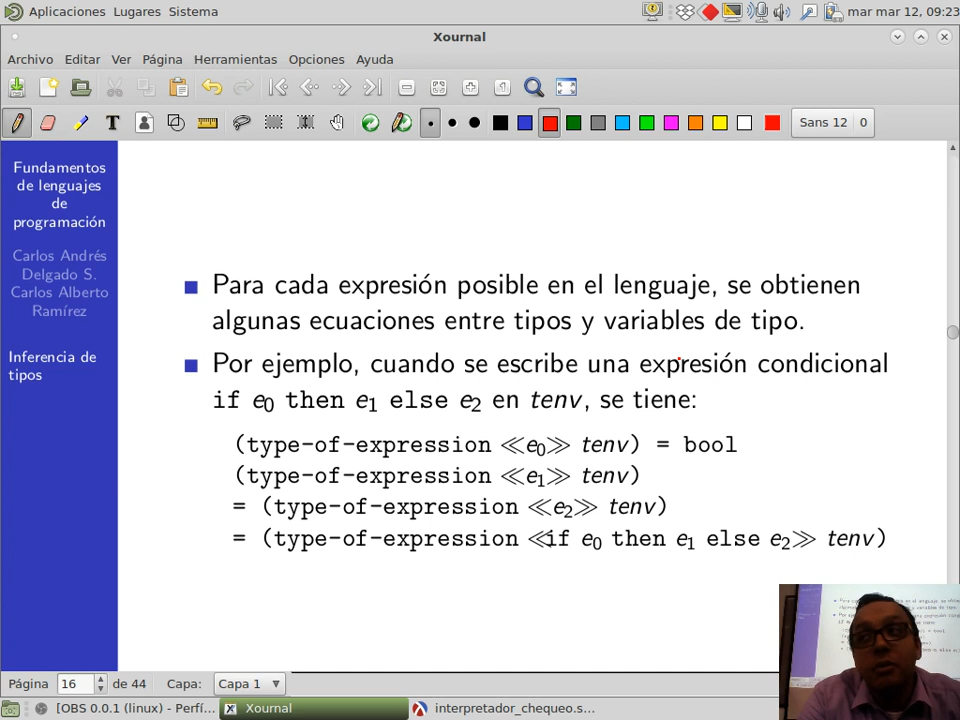 Aplicaciones Lugares Sistema mar mar 12, 09:23
Xournal
Archivo Editar Ver Página Herramientas Opciones Ayuda
Sans 12 0
Fundamentos
de lenguajes
de
programación
Carlos Andrés
Delgado S.
Carlos Alberto
Ramírez
Inferencia de
tipos
Para cada expresión posible en el lenguaje, se obtienen
algunas ecuaciones entre tipos y variables de tipo.
Por ejemplo, cuando se escribe una expresión condicional
if e0 then e1 else e2 en tenv, se tiene:
(type-of-expression ≪e0≫ tenv) = bool
(type-of-expression ≪e1≫ tenv)
= (type-of-expression ≪e2≫ tenv)
= (type-of-expression ≪if e0 then e1 else e2≫ tenv)
Página 16 de 44 Capa: Capa 1
[OBS 0.0.1 (linux) - Perfí... Xournal interpretador_chequeo.s...